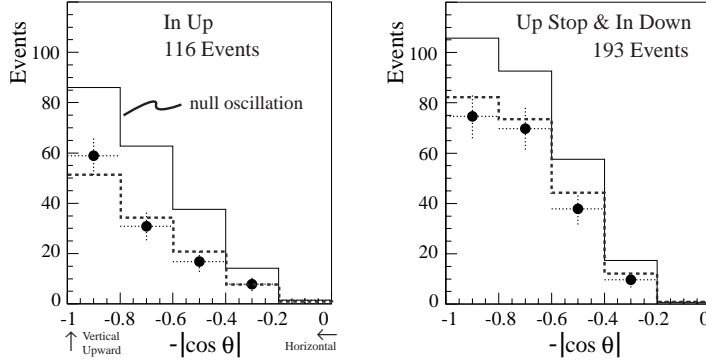 In Up
116 Events
null oscillation
Events
100
80
60
40
20
0
-1 -0.8 -0.6 -0.4 -0.2 0
↑ Vertical Upward
Horizontal ←
-|cos θ|
Up Stop & In Down
193 Events
Events
100
80
60
40
20
0
-1 -0.8 -0.6 -0.4 -0.2 0
-|cos θ|